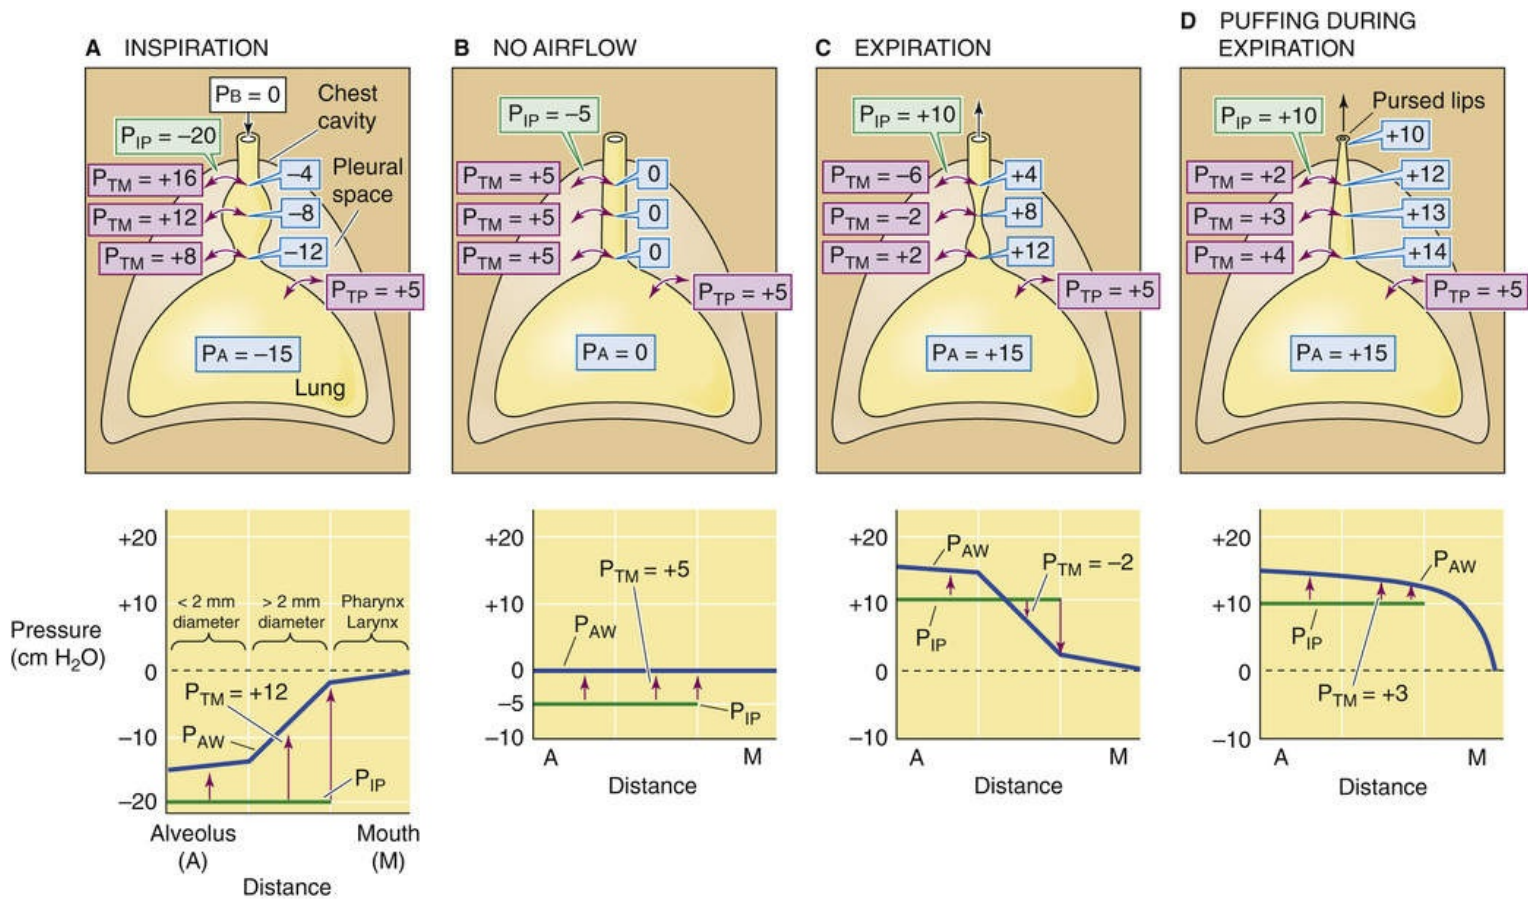 A INSPIRATION
PB = 0
Chest
cavity
PIP = –20
Pleural
space
PTM = +16
–4
PTM = +12
–8
PTM = +8
–12
PTP = +5
PA = –15
Lung
B NO AIRFLOW
PIP = –5
PTM = +5
0
PTM = +5
0
PTM = +5
0
PTP = +5
PA = 0
C EXPIRATION
PIP = +10
PTM = –6
+4
PTM = –2
+8
PTM = +2
+12
PTP = +5
PA = +15
D PUFFING DURING
EXPIRATION
Pursed lips
PIP = +10
+10
PTM = +2
+12
PTM = +3
+13
PTM = +4
+14
PTP = +5
PA = +15
Pressure
(cm H2O)
+20
+10
0
–10
–20
< 2 mm
diameter
> 2 mm
diameter
Pharynx
Larynx
PTM = +12
PAW
PIP
Alveolus
(A)
Mouth
(M)
Distance
+20
+10
0
–5
–10
PTM = +5
PAW
PIP
A
M
Distance
+20
+10
0
–10
PAW
PTM = –2
PIP
A
M
Distance
+20
+10
0
–10
PAW
PIP
PTM = +3
A
M
Distance